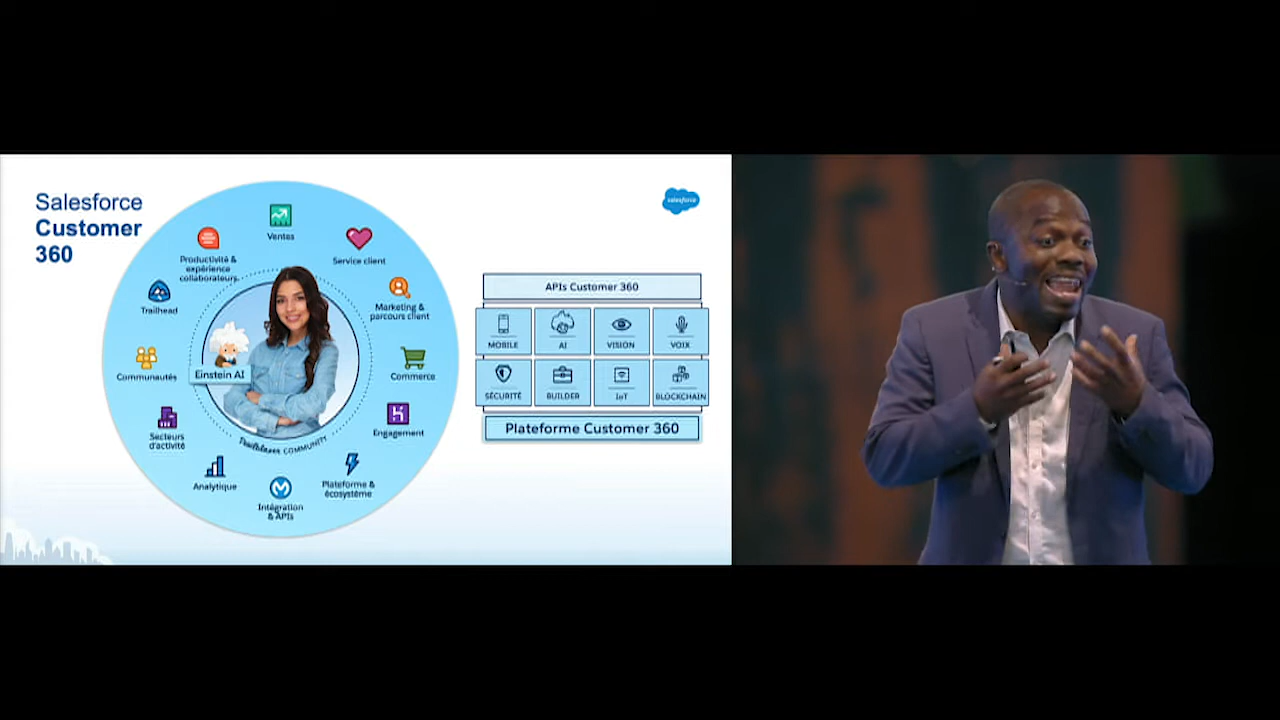 Salesforce
Customer
360
salesforce
Ventes
Productivité &
expérience
collaborateurs
Service client
Trailhead
Marketing &
parcours client
Einstein AI
Communautés
Commerce
Secteurs
d'activité
Engagement
Trailblazer COMMUNITY
Analytique
Plateforme &
écosystème
Intégration
& APIs
APIs Customer 360
MOBILE
AI
VISION
VOIX
SÉCURITÉ
BUILDER
IoT
BLOCKCHAIN
Plateforme Customer 360